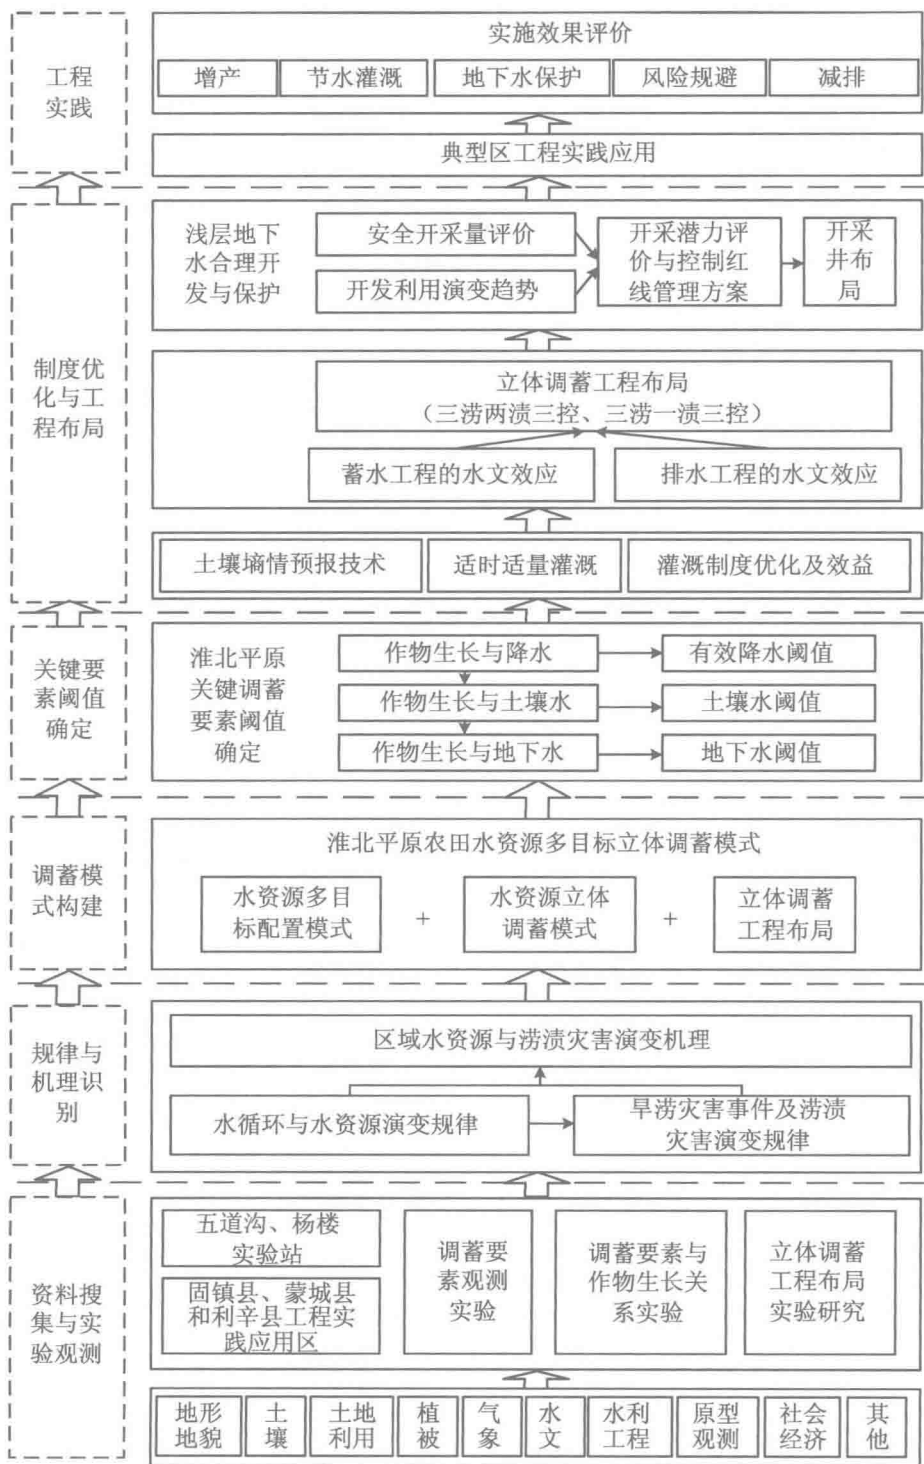 工程
实践
实施效果评价
增产
节水灌溉
地下水保护
风险规避
减排
典型区工程实践应用
制度优
化与工
程布局
浅层地下
水合理开
发与保护
安全开采量评价
开发利用演变趋势
开采潜力评
价与控制红
线管理方案
开采
井布
局
立体调蓄工程布局
（三涝两渍三控、三涝一渍三控）
蓄水工程的水文效应
排水工程的水文效应
土壤墒情预报技术
适时适量灌溉
灌溉制度优化及效益
关键要
素阈值
确定
淮北平原
关键调蓄
要素阈值
确定
作物生长与降水
有效降水阈值
作物生长与土壤水
土壤水阈值
作物生长与地下水
地下水阈值
调蓄模
式构建
淮北平原农田水资源多目标立体调蓄模式
水资源多目
标配置模式
+
水资源立体
调蓄模式
+
立体调蓄
工程布局
规律与
机理识
别
区域水资源与涝渍灾害演变机理
水循环与水资源演变规律
旱涝灾害事件及涝渍
灾害演变规律
资料搜
集与实
验观测
五道沟、杨楼
实验站
固镇县、蒙城县
和利辛县工程实
践应用区
调蓄要
素观测
实验
调蓄要素与
作物生长关
系实验
立体调蓄
工程布局
实验研究
地形
地貌
土
壤
土地
利用
植
被
气
象
水
文
水利
工程
原型
观测
社会
经济
其
他